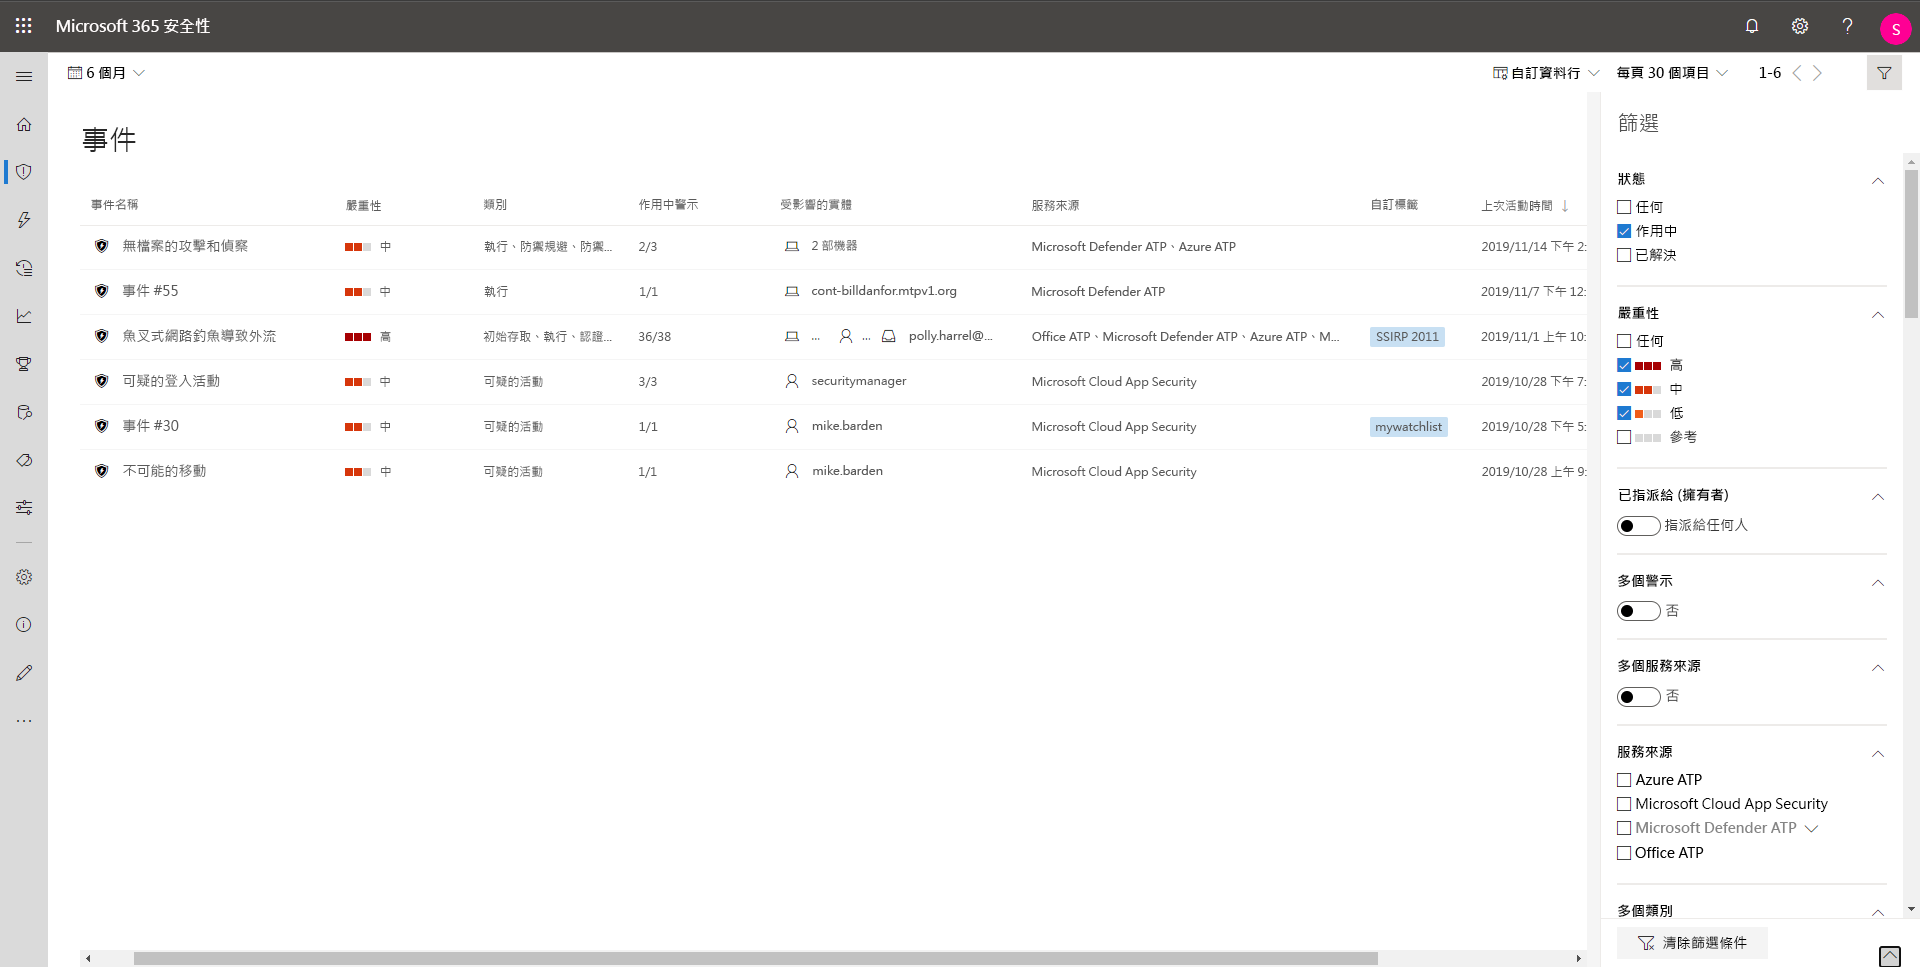 Microsoft 365 安全性
S
6 個月
自訂資料行
每頁 30 個項目
1-6
事件
事件名稱 嚴重性 類別 作用中警示 受影響的實體 服務來源 自訂標籤 上次活動時間 ↓
無檔案的攻擊和偵察 中 執行、防禦規避、防禦... 2/3 2 部機器 Microsoft Defender ATP、Azure ATP 2019/11/14 下午 2:
事件 #55 中 執行 1/1 cont-billdanfor.mtpv1.org Microsoft Defender ATP 2019/11/7 下午 12:
魚叉式網路釣魚導致外流 高 初始存取、執行、認證... 36/38 ... ... polly.harrel@... Office ATP、Microsoft Defender ATP、Azure ATP、M... SSIRP 2011 2019/11/1 上午 10:
可疑的登入活動 中 可疑的活動 3/3 securitymanager Microsoft Cloud App Security 2019/10/28 下午 7:
事件 #30 中 可疑的活動 1/1 mike.barden Microsoft Cloud App Security mywatchlist 2019/10/28 下午 5:
不可能的移動 中 可疑的活動 1/1 mike.barden Microsoft Cloud App Security 2019/10/28 上午 9:
篩選
狀態
任何
作用中
已解決
嚴重性
任何
高
中
低
參考
已指派給 (擁有者)
指派給任何人
多個警示
否
多個服務來源
否
服務來源
Azure ATP
Microsoft Cloud App Security
Microsoft Defender ATP
Office ATP
多個類別
清除篩選條件